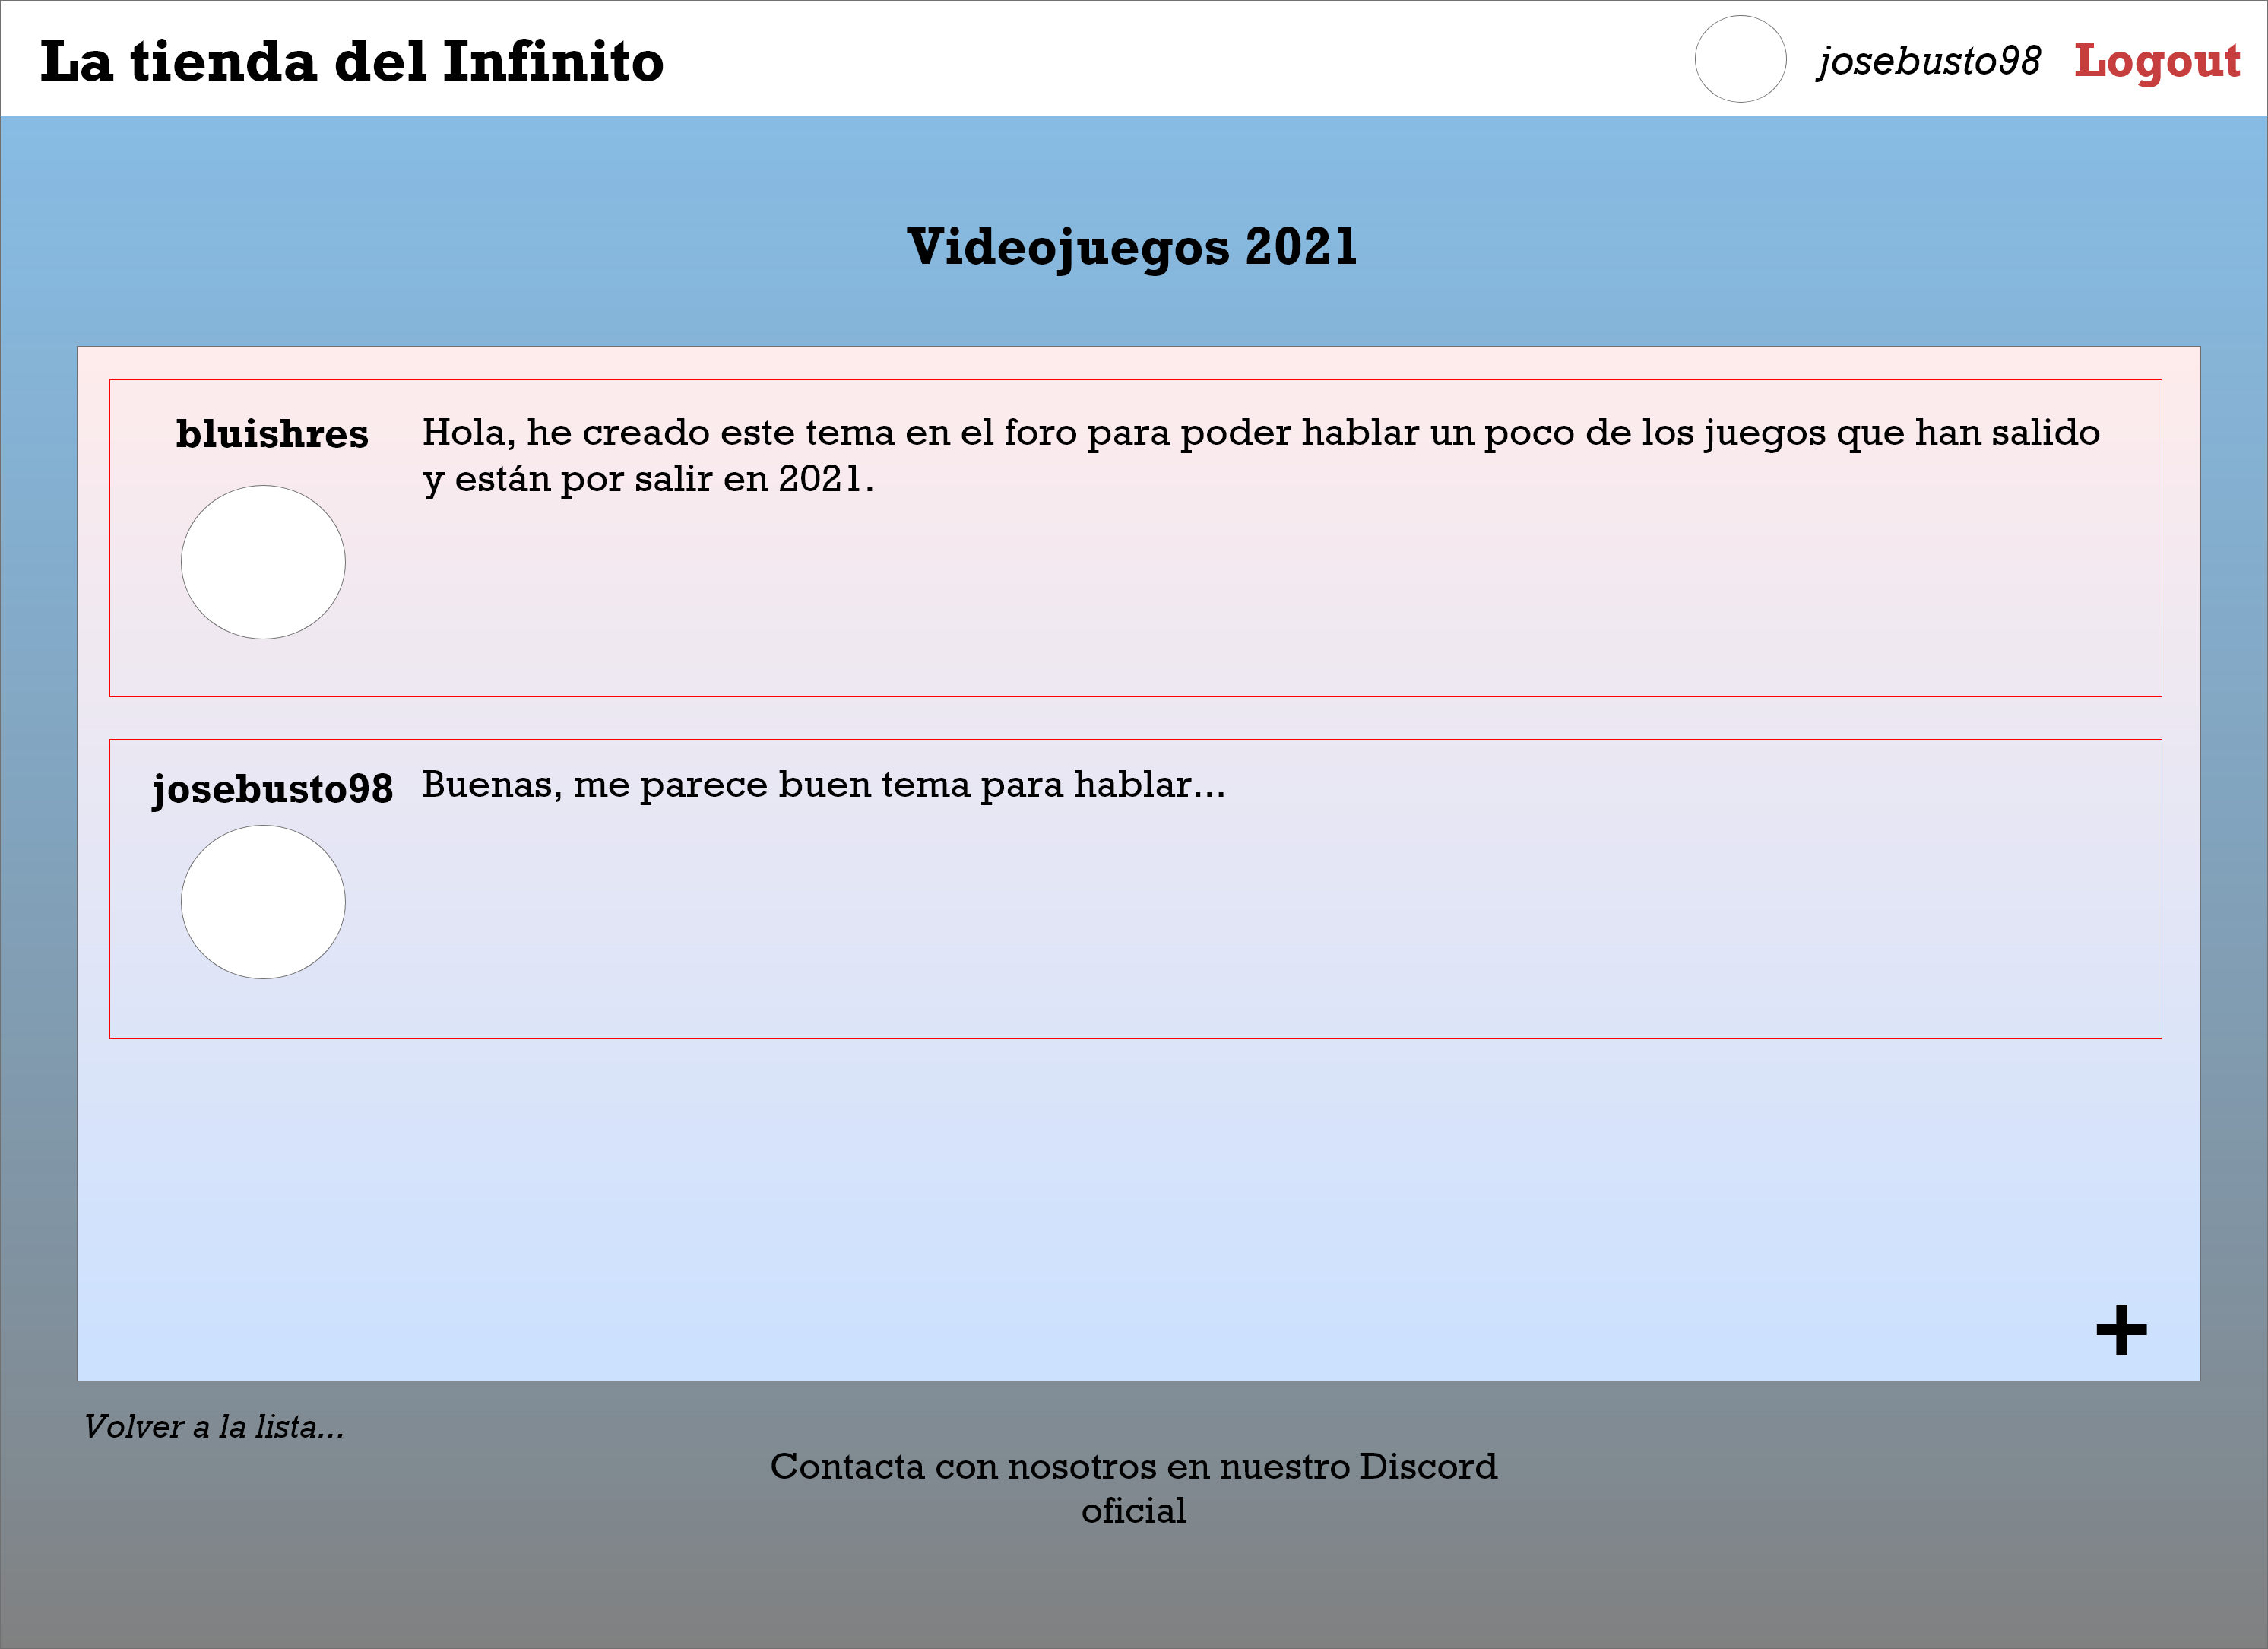 La tienda del Infinito
josebusto98
Logout
Videojuegos 2021
bluishres
Hola, he creado este tema en el foro para poder hablar un poco de los juegos que han salido
y están por salir en 2021.
josebusto98
Buenas, me parece buen tema para hablar...
+
Volver a la lista...
Contacta con nosotros en nuestro Discord
oficial